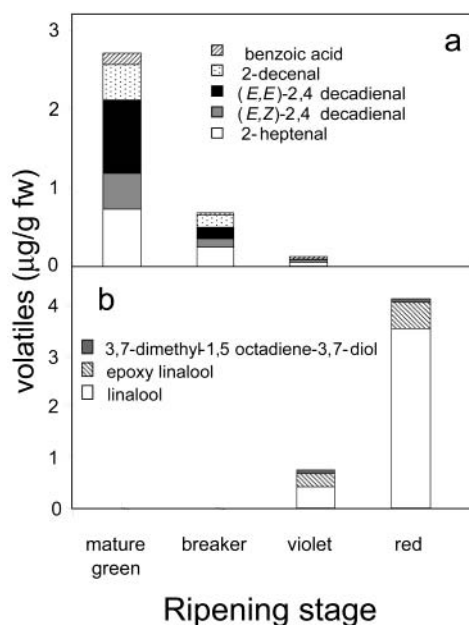 3
2
1
0
a
benzoic acid
2-decenal
(E,E)-2,4 decadienal
(E,Z)-2,4 decadienal
2-heptenal
volatiles (µg/g fw)
4
3
2
1
0
b
3,7-dimethyl-1,5 octadiene-3,7-diol
epoxy linalool
linalool
mature green
breaker
violet
red
Ripening stage